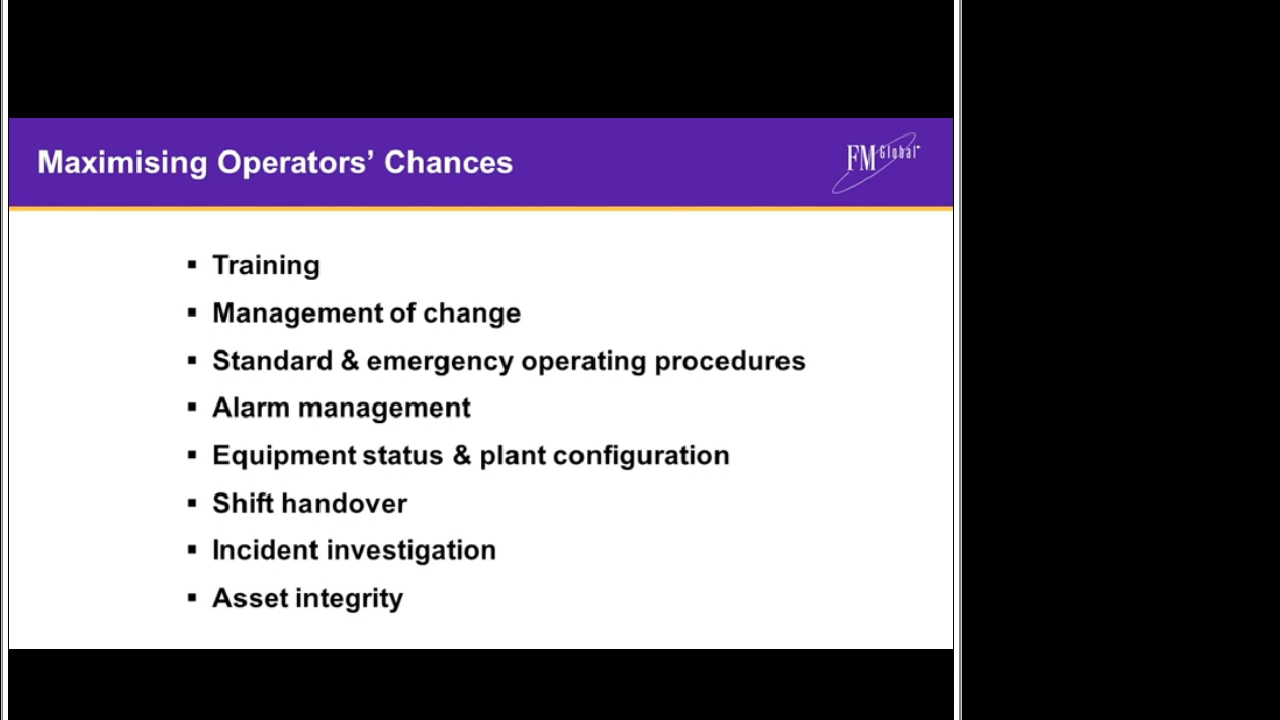 Maximising Operators’ Chances
FM Global
▪ Training
▪ Management of change
▪ Standard & emergency operating procedures
▪ Alarm management
▪ Equipment status & plant configuration
▪ Shift handover
▪ Incident investigation
▪ Asset integrity